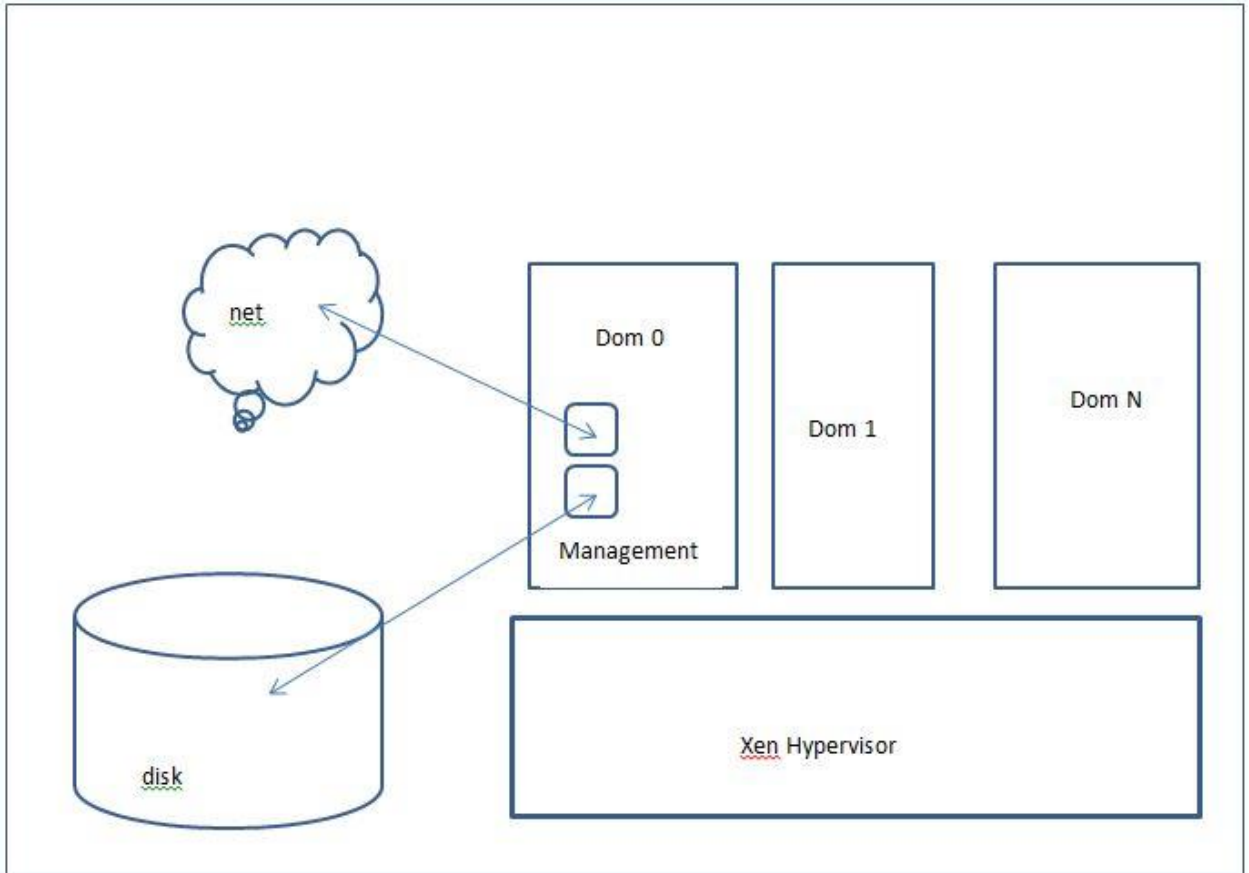 net
Dom 0
Dom 1
Dom N
Management
disk
Xen Hypervisor